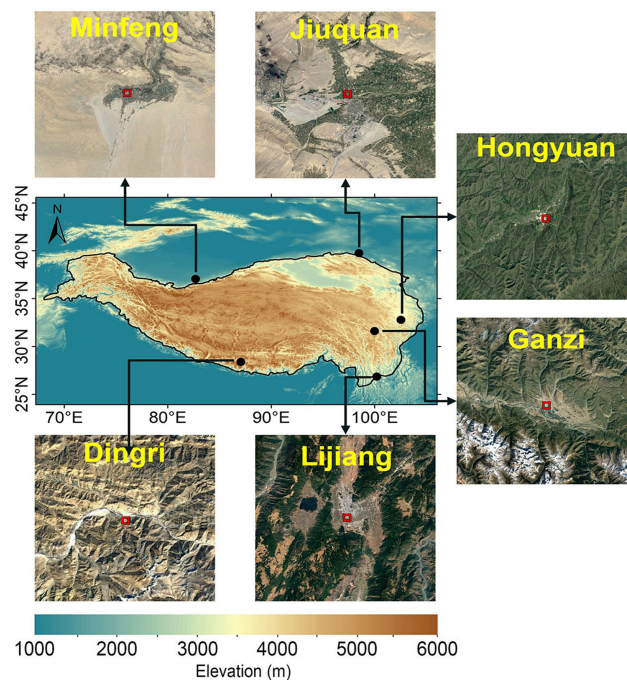 Minfeng
Jiuquan
Hongyuan
Ganzi
Dingri
Lijiang
N
45°N
40°N
35°N
30°N
25°N
70°E
80°E
90°E
100°E
1000 2000 3000 4000 5000 6000
Elevation (m)